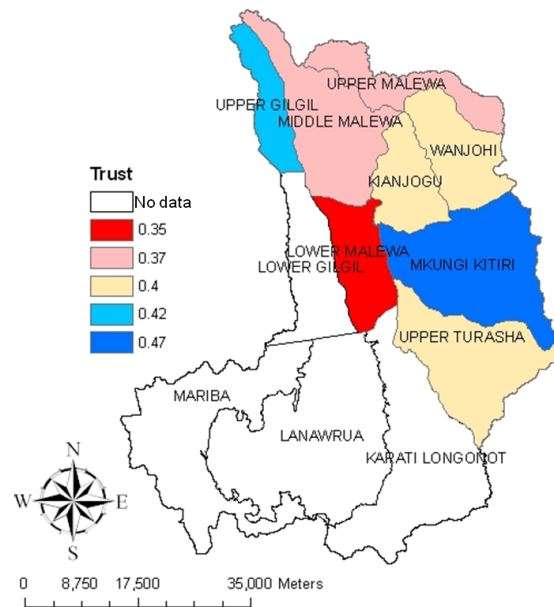 UPPER GILGIL
UPPER MALEWA
MIDDLE MALEWA
WANJOHI
KIANJOGU
Trust
No data
0.35
0.37
0.4
0.42
0.47
LOWER MALEWA
LOWER GILGIL
MKUNGI KITIRI
UPPER TURASHA
MARIBA
LANAWRUA
KARATI LONGONOT
N
W E
S
0 8,750 17,500 35,000 Meters